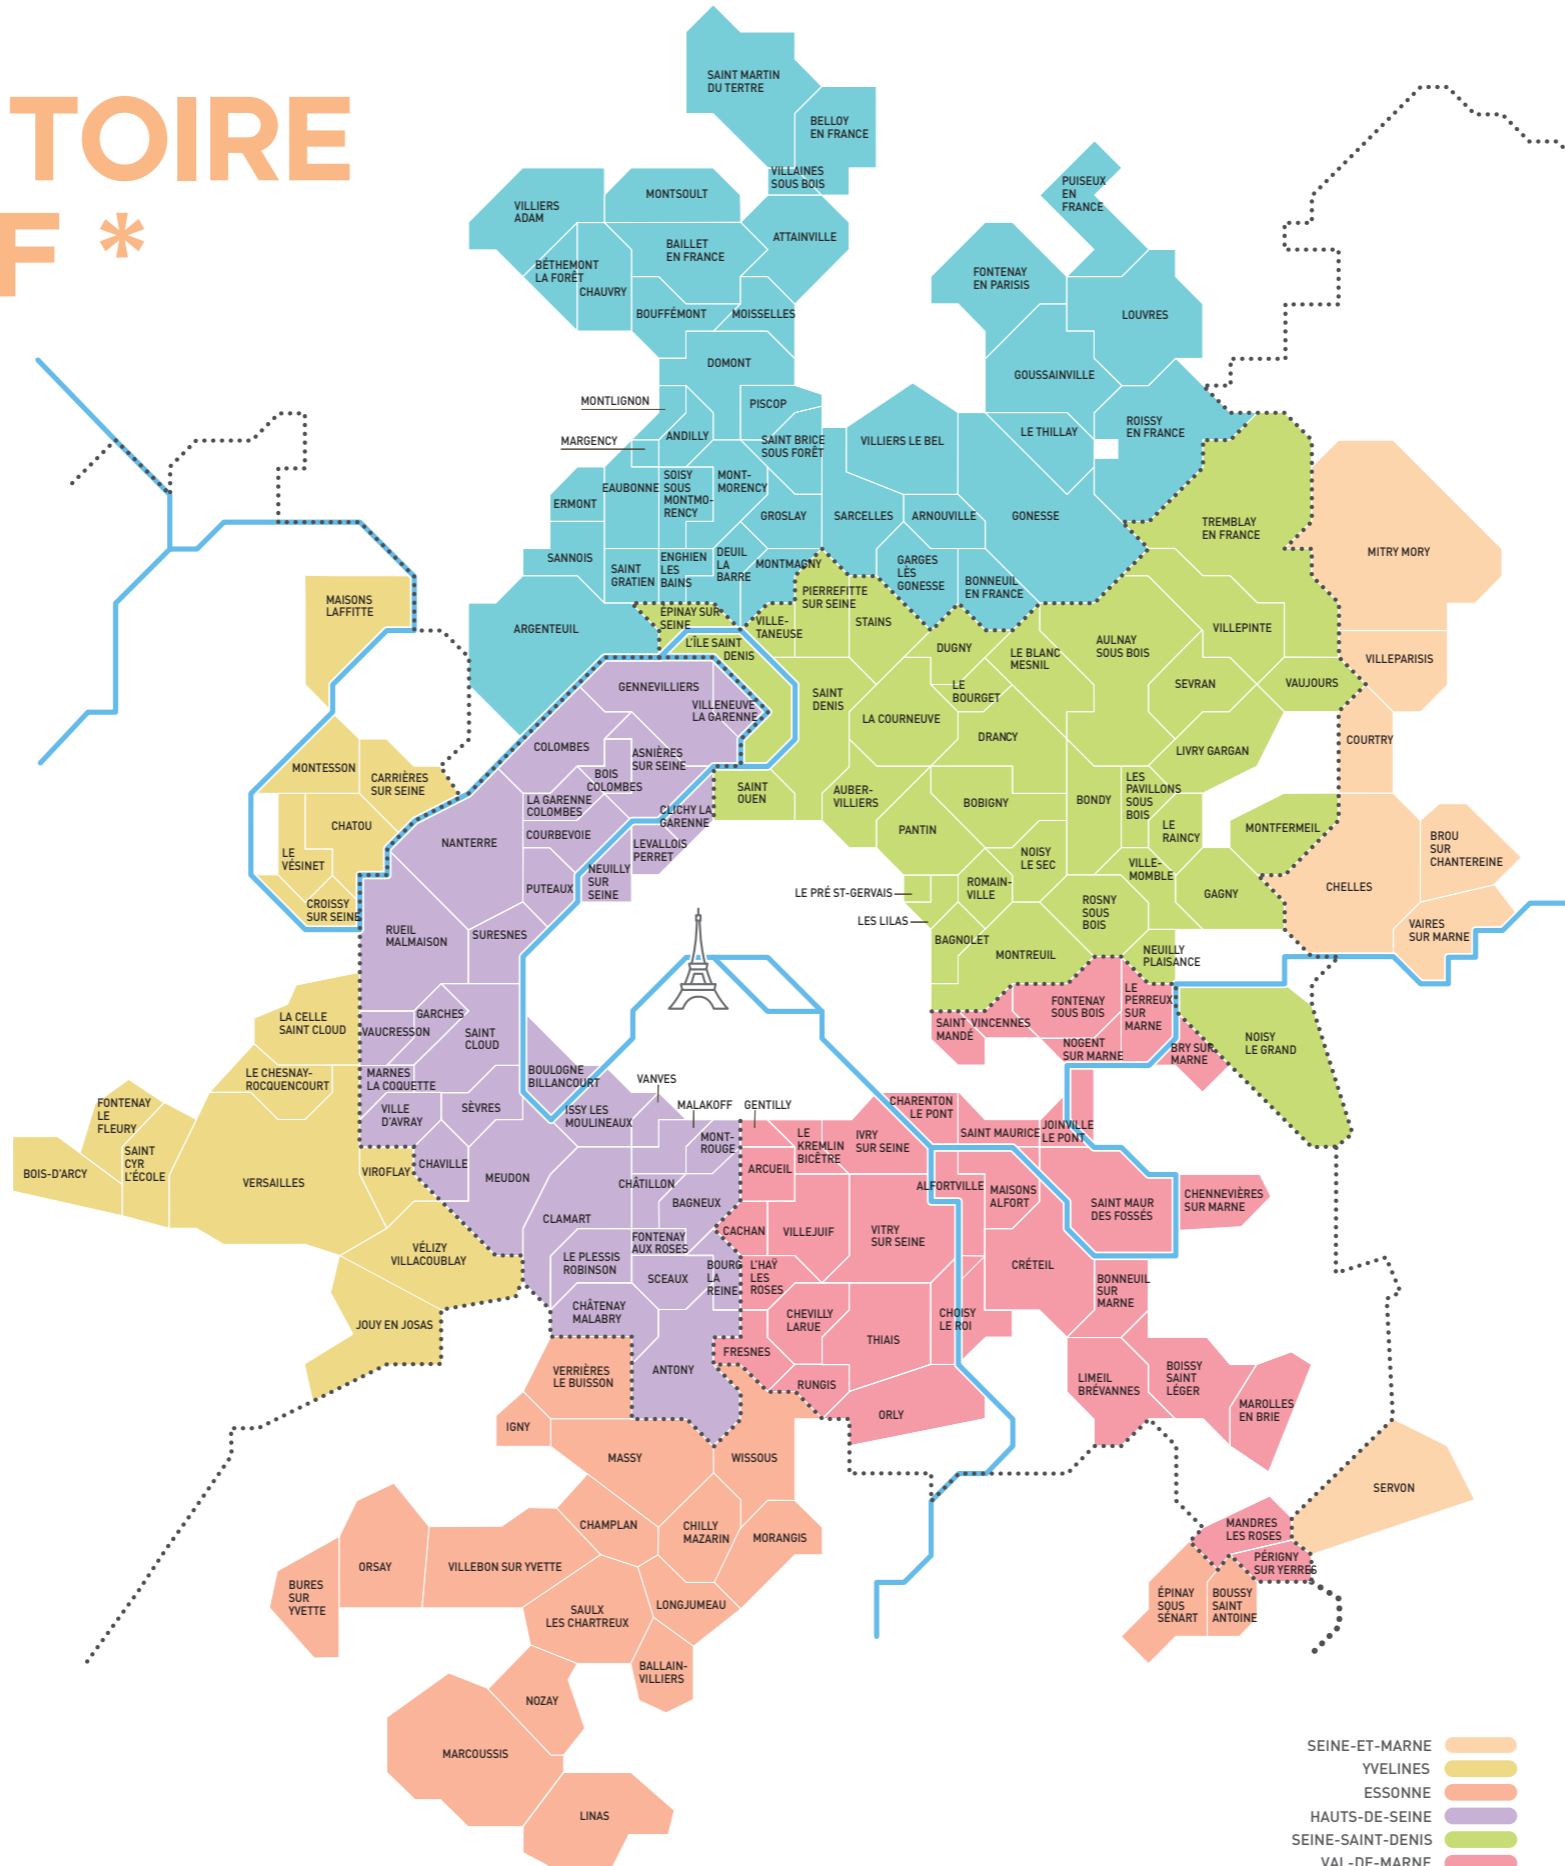 TOIRE
F *
SAINT MARTIN
DU TERTRE
BELLOY
EN FRANCE
VILLAINES
SOUS BOIS
MONTSOULT
VILLIERS
ADAM
PUISEUX
EN
FRANCE
ATTAINVILLE
BAILLET
EN FRANCE
BÉTHEMONT
LA FORÊT
CHAUVRY
FONTENAY
EN PARISIS
BOUFFÉMONT
MOISSELLES
LOUVRES
DOMONT
GOUSSAINVILLE
MONTLIGNON
PISCOP
MARGENCY
ANDILLY
SAINT BRICE
SOUS FORÊT
VILLIERS LE BEL
LE THILLAY
ROISSY
EN FRANCE
EAUBONNE
SOISY
SOUS
MONTMO-
RENCY
MONT-
MORENCY
ERMONT
GROSLAY
SARCELLES
ARNOUVILLE
GONESSE
TREMBLAY
EN FRANCE
MITRY MORY
SANNOIS
SAINT
GRATIEN
ENGHIEN
LES
BAINS
DEUIL
LA
BARRE
MONTMAGNY
GARGES
LÈS
GONESSE
BONNEUIL
EN FRANCE
MAISONS
LAFFITTE
ARGENTEUIL
ÉPINAY SUR
SEINE
VILLE-
TANEUSE
PIERREFITTE
SUR SEINE
STAINS
L'ÎLE SAINT
DENIS
DUGNY
LE BLANC
MESNIL
AULNAY
SOUS BOIS
VILLEPINTE
VILLEPARISIS
GENNEVILLIERS
VILLENEUVE
LA GARENNE
SAINT
DENIS
LE
BOURGET
SEVRAN
VAUJOURS
LA COURNEUVE
DRANCY
LIVRY GARGAN
COURTRY
COLOMBES
ASNIÈRES
SUR SEINE
BOIS
COLOMBES
MONTESSON
CARRIÈRES
SUR SEINE
LA GARENNE
COLOMBES
CLICHY LA
GARENNE
SAINT
OUEN
AUBER-
VILLIERS
BOBIGNY
BONDY
LES
PAVILLONS
SOUS
BOIS
LE
RAINCY
MONTFERMEIL
CHATOU
LE
VÉSINET
NANTERRE
COURBEVOIE
LEVALLOIS
PERRET
PANTIN
NOISY
LE SEC
BROU
SUR
CHANTEREINE
VILLE-
MOMBLE
CROISSY
SUR SEINE
PUTEAUX
NEUILLY
SUR
SEINE
LE PRÉ ST-GERVAIS
ROMAIN-
VILLE
ROSNY
SOUS
BOIS
GAGNY
CHELLES
LES LILAS
RUEIL
MALMAISON
SURESNES
BAGNOLET
MONTREUIL
NEUILLY
PLAISANCE
VAIRES
SUR MARNE
LA CELLE
SAINT CLOUD
VAUCRESSON
GARCHES
SAINT
CLOUD
SAINT
MANDÉ
VINCENNES
FONTENAY
SOUS BOIS
LE
PERREUX
SUR
MARNE
NOGENT
SUR MARNE
BRY SUR
MARNE
NOISY
LE GRAND
LE CHESNAY-
ROCQUENCOURT
MARNES
LA COQUETTE
BOULOGNE
BILLANCOURT
VANVES
MALAKOFF
GENTILLY
FONTENAY
LE
FLEURY
VILLE
D'AVRAY
SÈVRES
ISSY LES
MOULINEAUX
CHARENTON
LE PONT
SAINT MAURICE
JOINVILLE
LE PONT
SAINT
CYR
L'ÉCOLE
BOIS-D'ARCY
VERSAILLES
VIROFLAY
CHAVILLE
MEUDON
MONT-
ROUGE
LE
KREMLIN
BICÊTRE
IVRY
SUR SEINE
ARCUEIL
CHÂTILLON
BAGNEUX
ALFORTVILLE
MAISONS
ALFORT
SAINT MAUR
DES FOSSÉS
CHENNEVIÈRES
SUR MARNE
CLAMART
CACHAN
VILLEJUIF
VITRY
SUR SEINE
FONTENAY
AUX ROSES
VÉLIZY
VILLACOUBLAY
LE PLESSIS
ROBINSON
SCEAUX
BOURG
LA
REINE
L'HAŸ
LES
ROSES
CRÉTEIL
BONNEUIL
SUR
MARNE
CHÂTENAY
MALABRY
CHEVILLY
LARUE
THIAIS
CHOISY
LE ROI
JOUY EN JOSAS
FRESNES
VERRIÈRES
LE BUISSON
ANTONY
RUNGIS
LIMEIL
BRÉVANNES
BOISSY
SAINT
LÉGER
MAROLLES
EN BRIE
IGNY
ORLY
MASSY
WISSOUS
SERVON
CHAMPLAN
CHILLY
MAZARIN
MORANGIS
MANDRES
LES ROSES
ORSAY
VILLEBON SUR YVETTE
PÉRIGNY
SUR YERRES
BURES
SUR
YVETTE
SAULX
LES CHARTREUX
LONGJUMEAU
ÉPINAY
SOUS
SÉNART
BOUSSY
SAINT
ANTOINE
BALLAIN-
VILLIERS
NOZAY
MARCOUSSIS
LINAS
SEINE-ET-MARNE
YVELINES
ESSONNE
HAUTS-DE-SEINE
SEINE-SAINT-DENIS
VAL-DE-MARNE